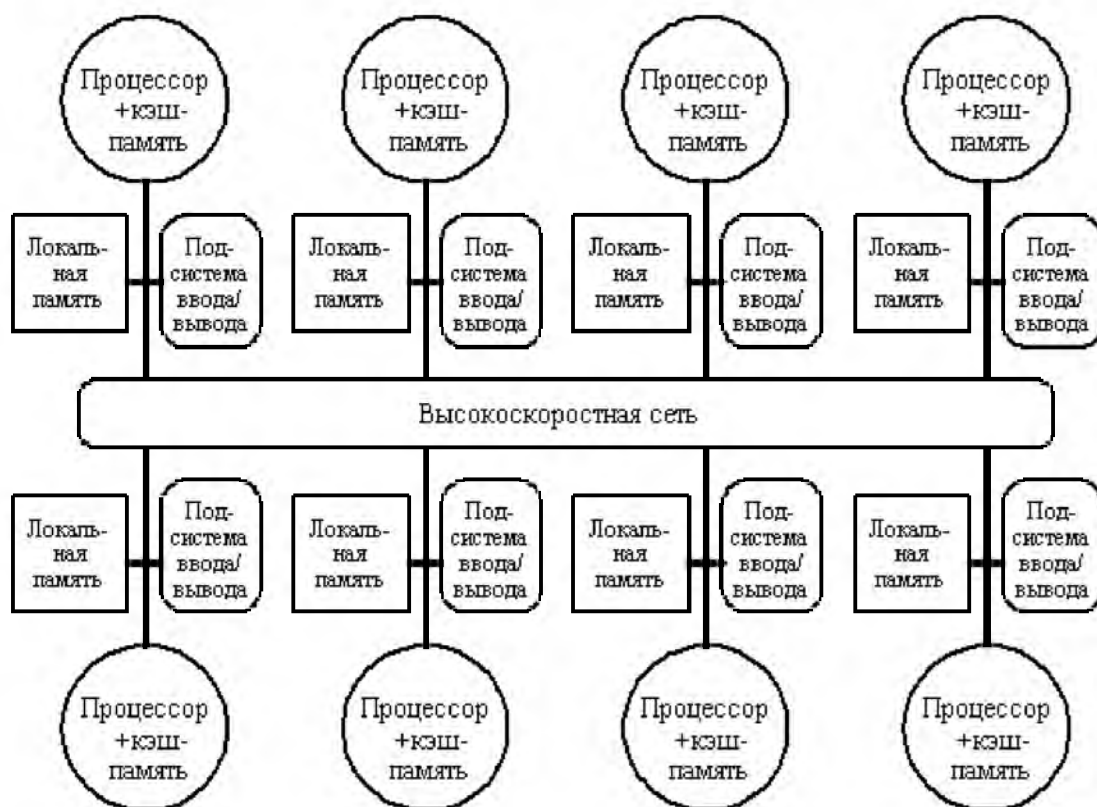 Процессор
+кэш-
память
Процессор
+кэш-
память
Процессор
+кэш-
память
Процессор
+кэш-
память
Локаль-
ная
память
Под-
система
ввода/
вывода
Локаль-
ная
память
Под-
система
ввода/
вывода
Локаль-
ная
память
Под-
система
ввода/
вывода
Локаль-
ная
память
Под-
система
ввода/
вывода
Высокоскоростная сеть
Локаль-
ная
память
Под-
система
ввода/
вывода
Локаль-
ная
память
Под-
система
ввода/
вывода
Локаль-
ная
память
Под-
система
ввода/
вывода
Локаль-
ная
память
Под-
система
ввода/
вывода
Процессор
+кэш-
память
Процессор
+кэш-
память
Процессор
+кэш-
память
Процессор
+кэш-
память